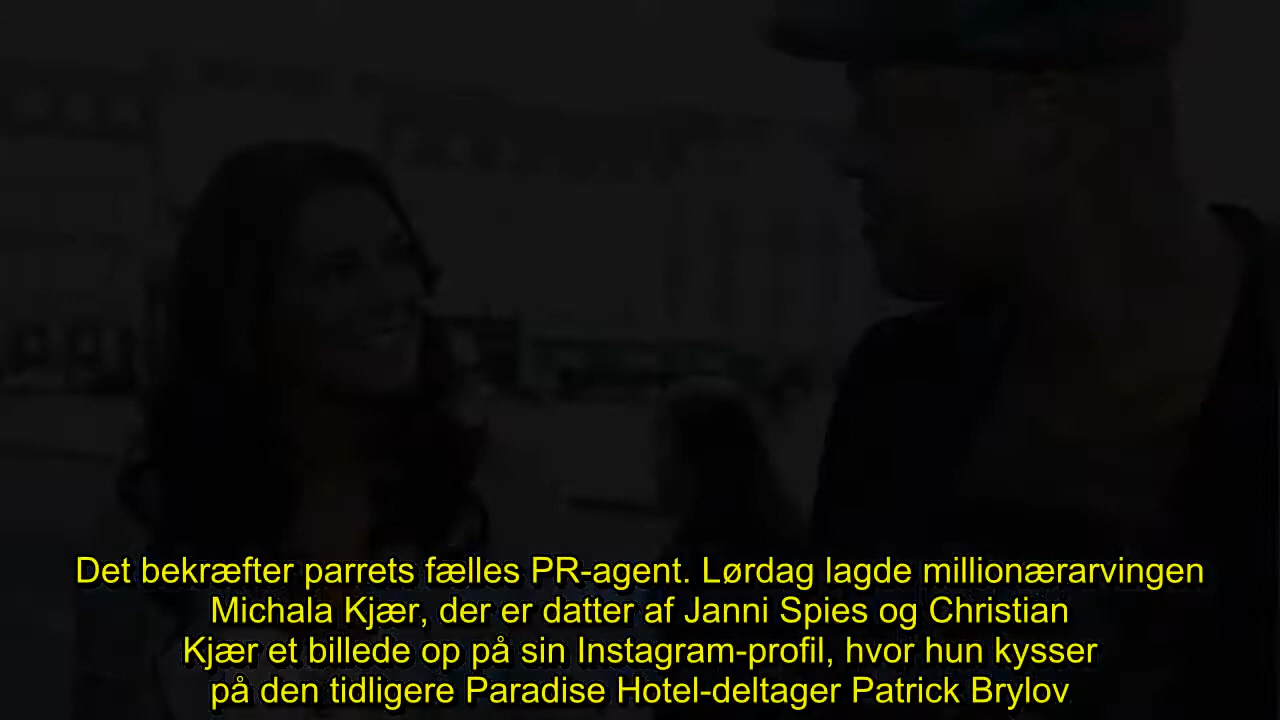 Det bekræfter parrets fælles PR-agent. Lørdag lagde millionærarvingen
Michala Kjær, der er datter af Janni Spies og Christian
Kjær et billede op på sin Instagram-profil, hvor hun kysser
på den tidligere Paradise Hotel-deltager Patrick Brylov